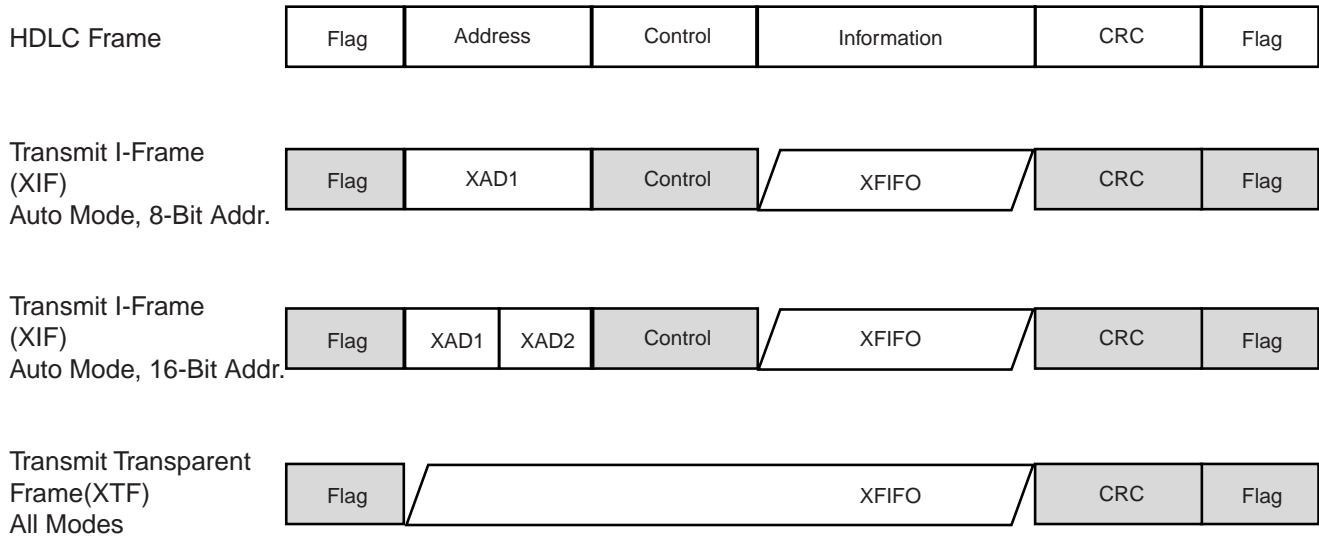 HDLC Frame
Flag Address Control Information CRC Flag
Transmit I-Frame
(XIF)
Auto Mode, 8-Bit Addr.
Flag XAD1 Control XFIFO CRC Flag
Transmit I-Frame
(XIF)
Auto Mode, 16-Bit Addr.
Flag XAD1 XAD2 Control XFIFO CRC Flag
Transmit Transparent
Frame(XTF)
All Modes
Flag XFIFO CRC Flag